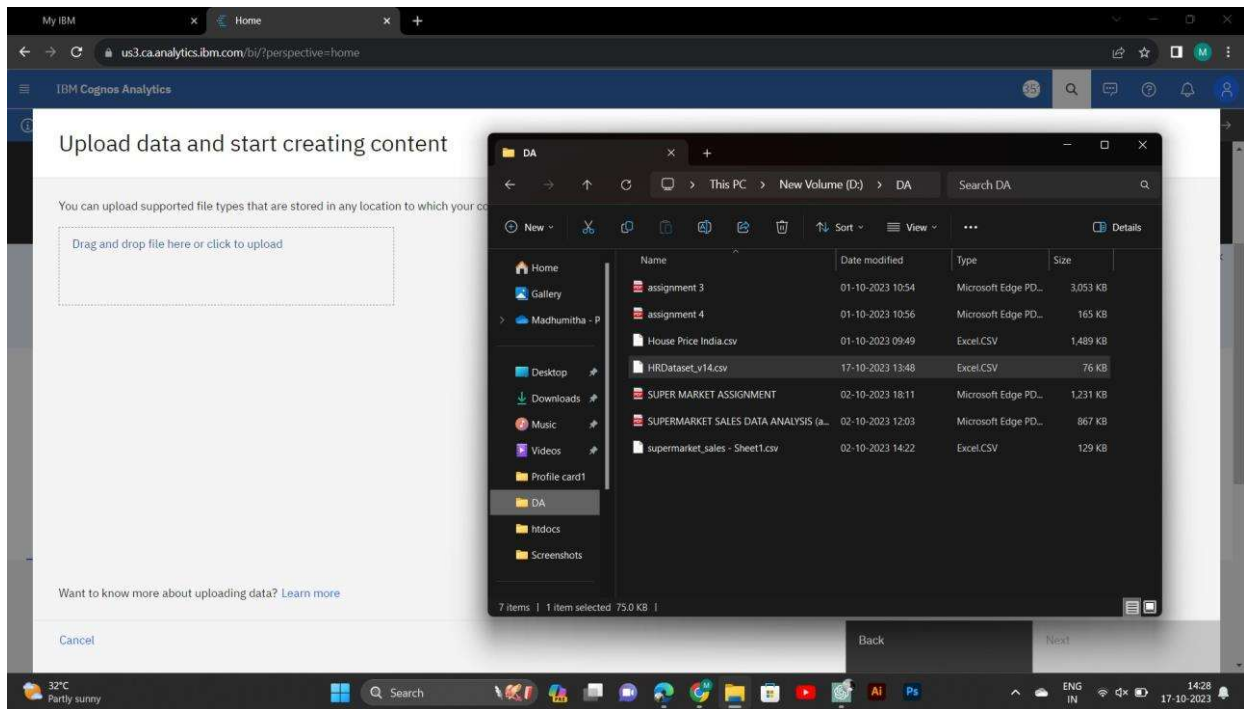 My IBM
Home
us3.ca.analytics.ibm.com/bi/?perspective=home
M
IBM Cognos Analytics
Upload data and start creating content
You can upload supported file types that are stored in any location to which your co
Drag and drop file here or click to upload
Want to know more about uploading data? Learn more
Cancel
Back
Next
DA
This PC > New Volume (D:) > DA
Search DA
New
Sort
View
Details
Home
Gallery
Madhumitha - P
Desktop
Downloads
Music
Videos
Profile card1
DA
htdocs
Screenshots
Name Date modified Type Size
assignment 3 01-10-2023 10:54 Microsoft Edge PD... 3,053 KB
assignment 4 01-10-2023 10:56 Microsoft Edge PD... 165 KB
House Price India.csv 01-10-2023 09:49 Excel.CSV 1,489 KB
HRDataset_v14.csv 17-10-2023 13:48 Excel.CSV 76 KB
SUPER MARKET ASSIGNMENT 02-10-2023 18:11 Microsoft Edge PD... 1,231 KB
SUPERMARKET SALES DATA ANALYSIS (a... 02-10-2023 12:03 Microsoft Edge PD... 867 KB
supermarket_sales - Sheet1.csv 02-10-2023 14:22 Excel.CSV 129 KB
7 items | 1 item selected 75.0 KB |
32°C
Partly sunny
Search
Ai
Ps
ENG
IN
14:28
17-10-2023